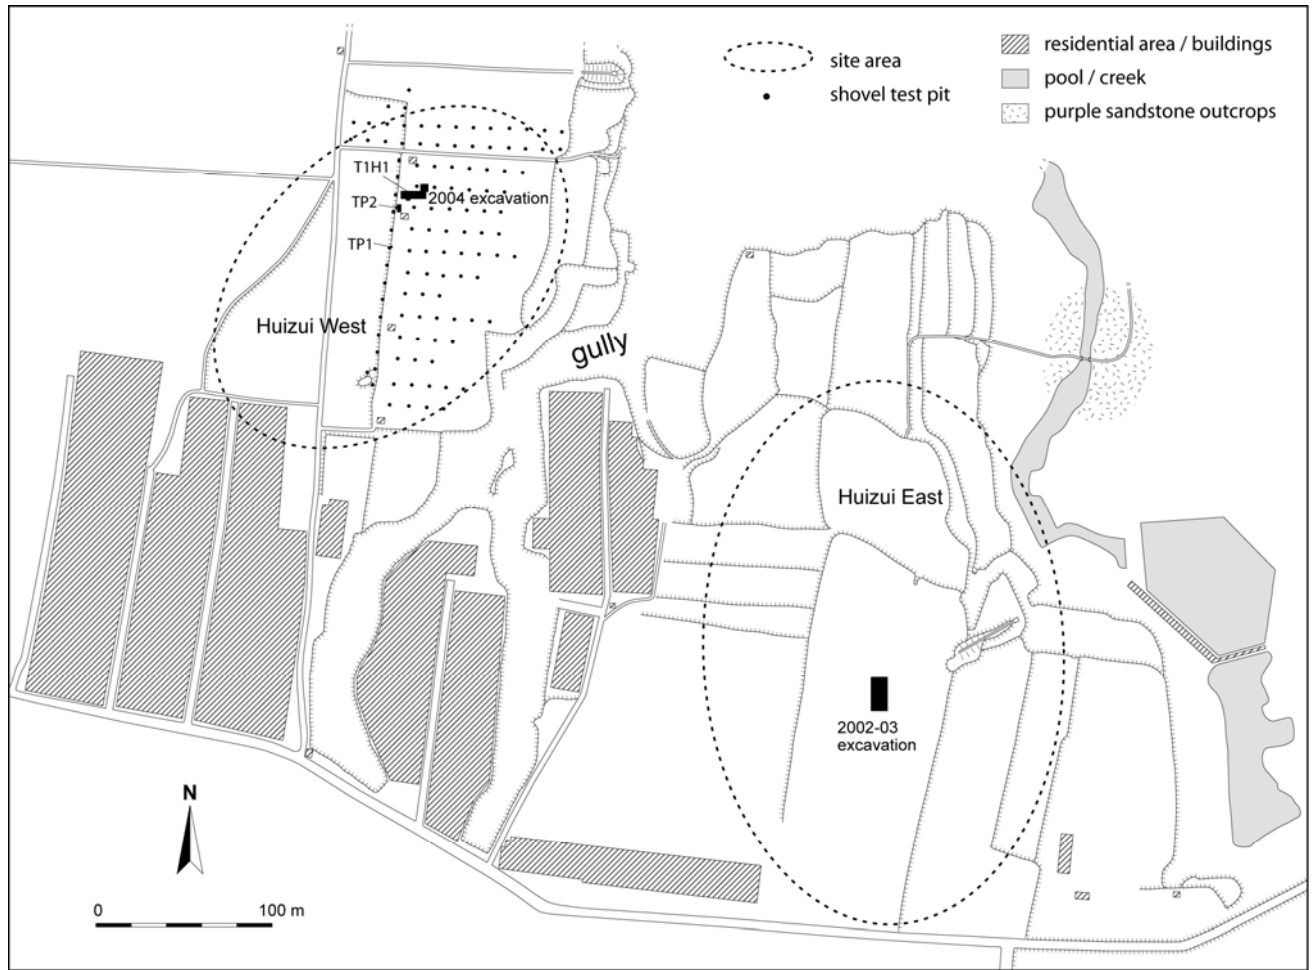 site area
shovel test pit
residential area / buildings
pool / creek
purple sandstone outcrops
T1H1
2004 excavation
TP2
TP1
Huizui West
gully
Huizui East
2002-03
excavation
N
0 100 m